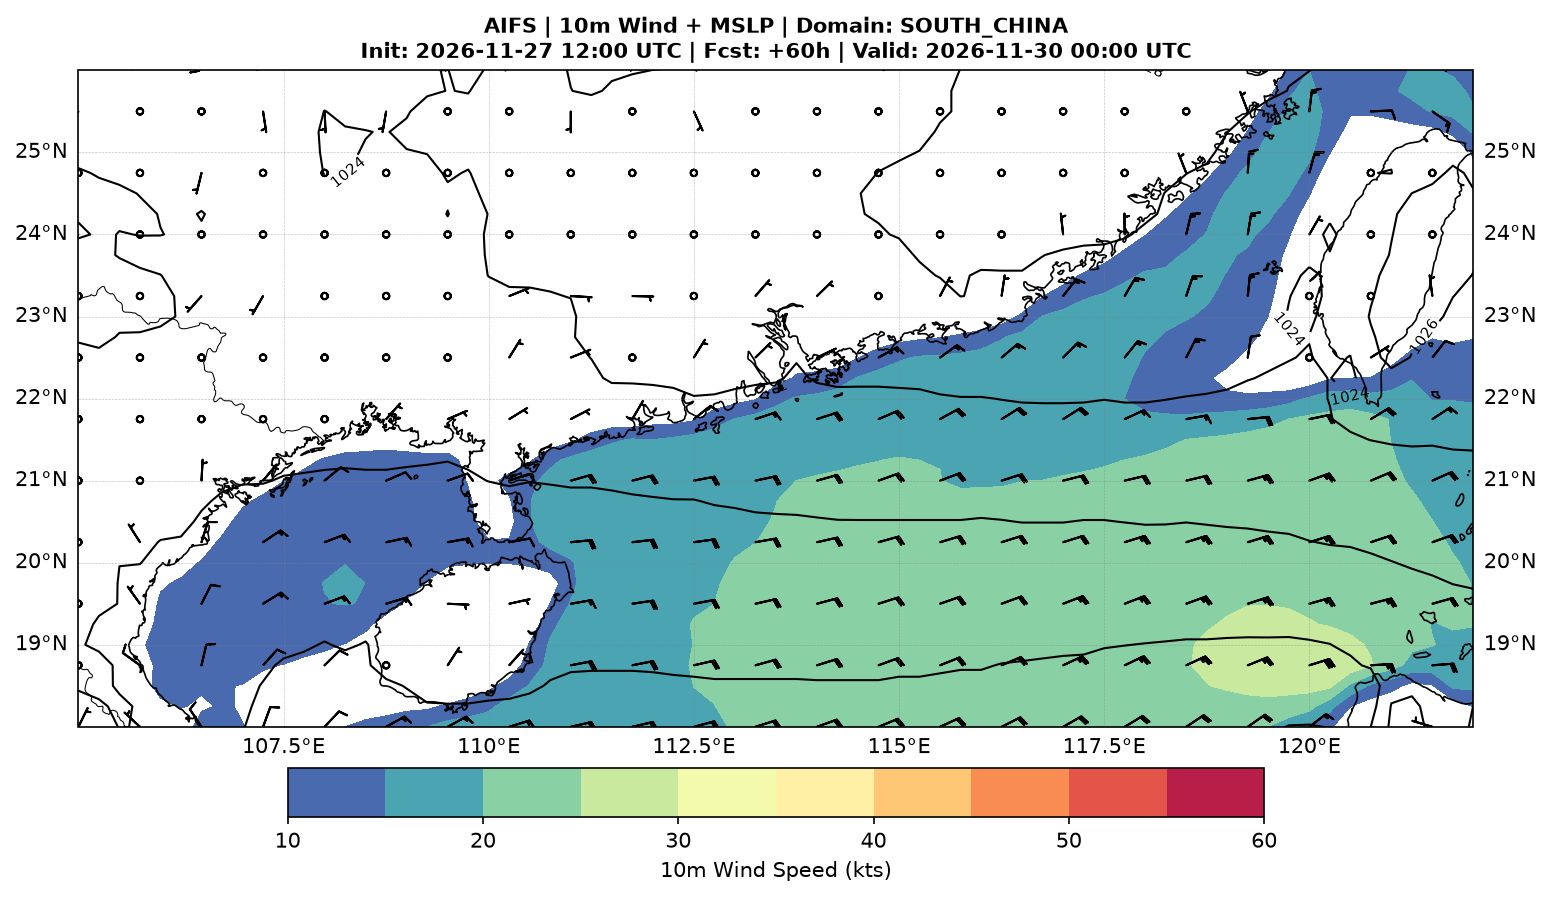 AIFS | 10m Wind + MSLP | Domain: SOUTH_CHINA
Init: 2026-11-27 12:00 UTC | Fcst: +60h | Valid: 2026-11-30 00:00 UTC
25°N
25°N
1024
24°N
24°N
23°N
1024
1026
23°N
22°N
1024
22°N
21°N
21°N
20°N
20°N
19°N
19°N
107.5°E
110°E
112.5°E
115°E
117.5°E
120°E
10
20
30
40
50
60
10m Wind Speed (kts)